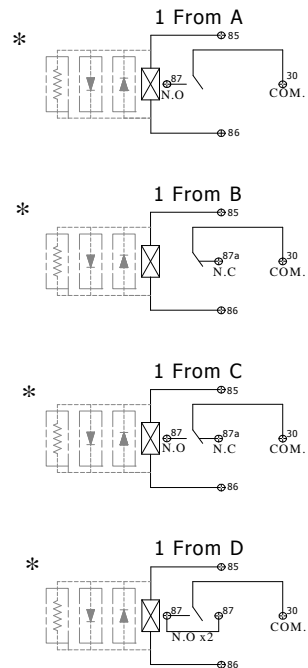 1 From A
*
85
87
30
N.O
COM.
86
1 From B
*
85
87a
30
N.C
COM.
86
1 From C
*
85
87
87a
30
N.O
N.C
COM.
86
1 From D
*
85
87
87
30
N.O x2
COM.
86